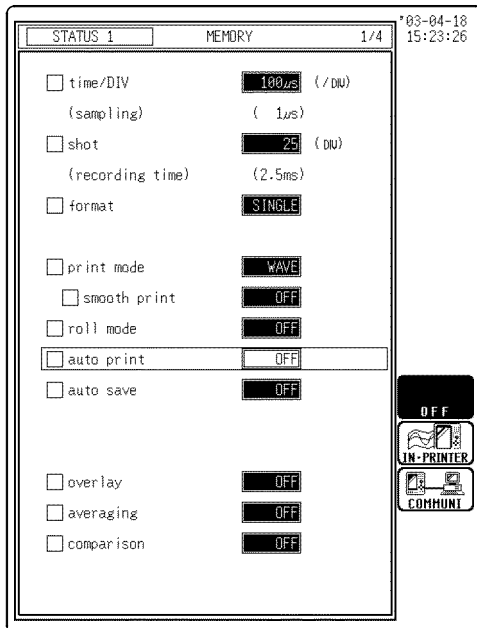 '03-04-18
STATUS 1 MEMORY 1/4 15:23:26
time/DIV 100µs (/DIV)
(sampling) ( 1µs)
shot 25 (DIV)
(recording time) (2.5ms)
format SINGLE
print mode WAVE
smooth print OFF
roll mode OFF
auto print OFF
auto save OFF
OFF
IN-PRINTER
COMMUNI
overlay OFF
averaging OFF
comparison OFF